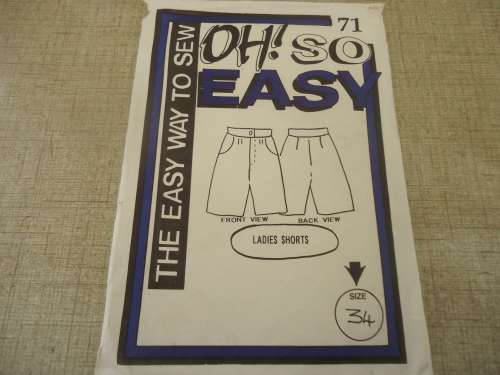 71
OH! SO
EASY
THE EASY WAY TO SEW
FRONT VIEW
BACK VIEW
LADIES SHORTS
SIZE
34